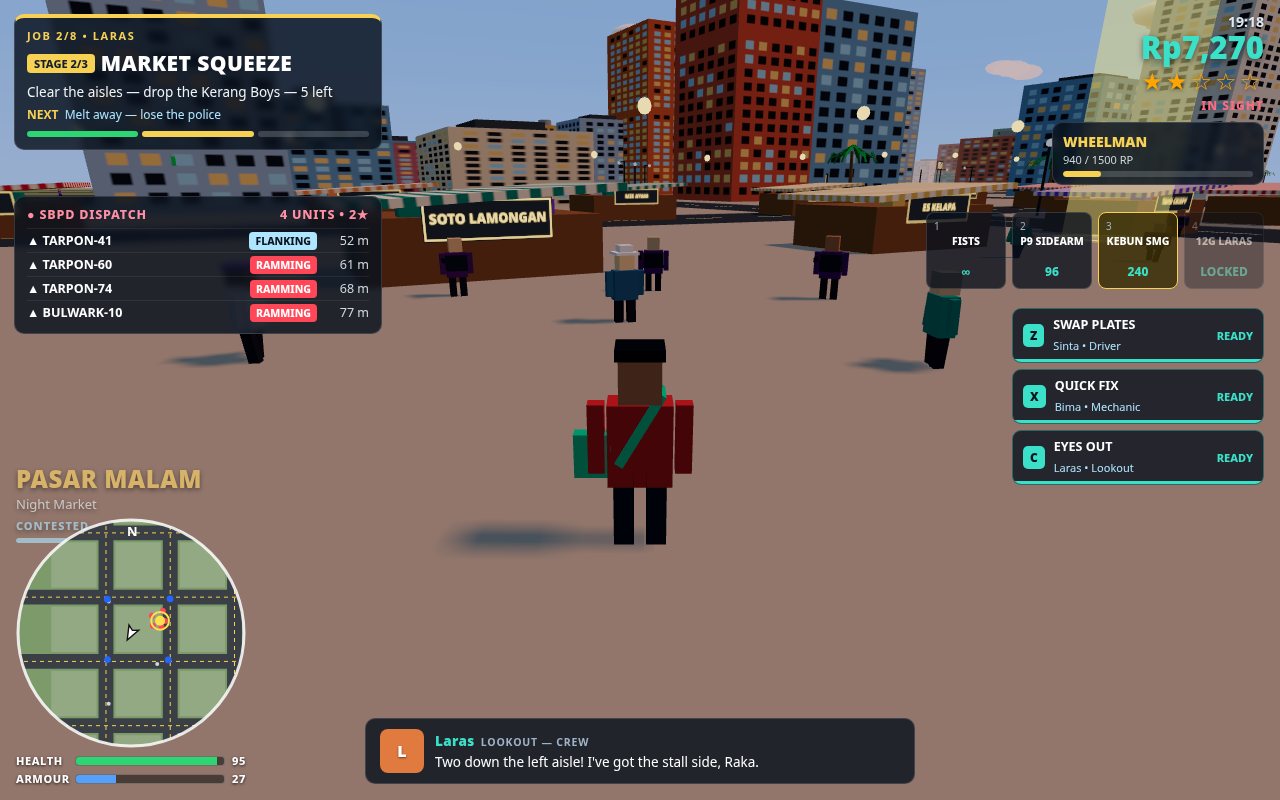 JOB 2/8 • LARAS
STAGE 2/3 MARKET SQUEEZE
Clear the aisles — drop the Kerang Boys — 5 left
NEXT Melt away — lose the police
● SBPD DISPATCH 4 UNITS • 2★
▲ TARPON-41 FLANKING 52 m
▲ TARPON-60 RAMMING 61 m
▲ TARPON-74 RAMMING 68 m
▲ BULWARK-10 RAMMING 77 m
19:18
Rp7,270
★★☆☆☆☆
IN SIGHT
WHEELMAN
940 / 1500 RP
1 FISTS ∞
2 P9 SIDEARM 96
3 KEBUN SMG 240
4 12G LARAS LOCKED
Z SWAP PLATES READY
Sinta • Driver
X QUICK FIX READY
Bima • Mechanic
C EYES OUT READY
Laras • Lookout
SOTO LAMONGAN
ES KELAPA
PASAR MALAM
Night Market
CONTESTED
N
HEALTH 95
ARMOUR 27
L
Laras LOOKOUT — CREW
Two down the left aisle! I've got the stall side, Raka.